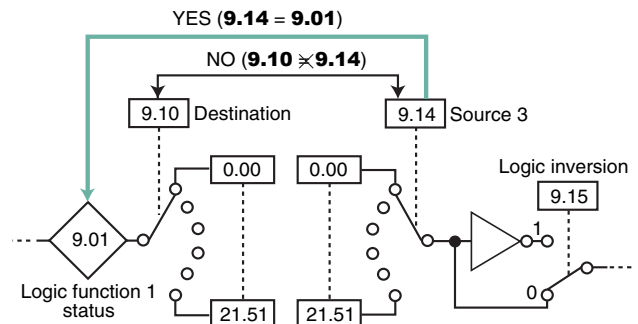 YES (9.14 = 9.01)
NO (9.10 ≭ 9.14)
9.10 Destination
9.14 Source 3
0.00
0.00
Logic inversion
9.15
9.01
1
Logic function 1
status
0
21.51
21.51